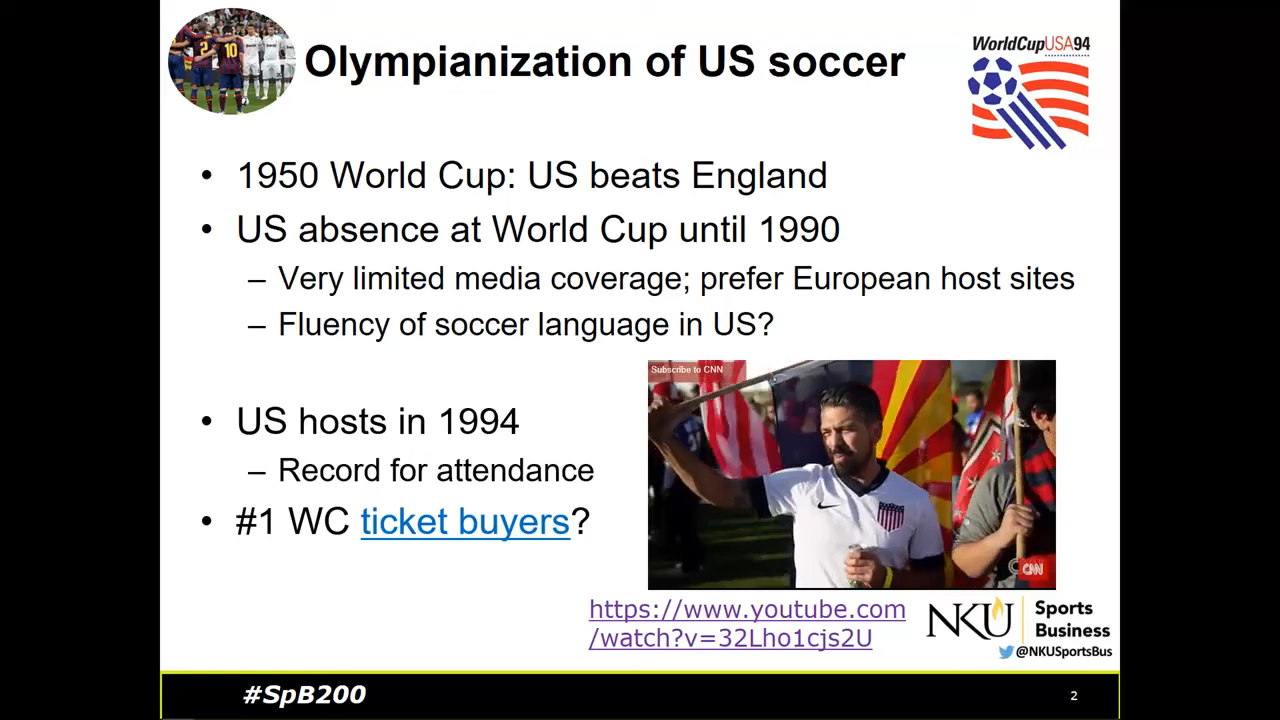 Olympianization of US soccer
WorldCupUSA94
2
10
• 1950 World Cup: US beats England
• US absence at World Cup until 1990
– Very limited media coverage; prefer European host sites
– Fluency of soccer language in US?
Subscribe to CNN
• US hosts in 1994
– Record for attendance
• #1 WC ticket buyers?
CNN
https://www.youtube.com
/watch?v=32Lho1cjs2U
NKU Sports
Business
@NKUSportsBus
#SpB200
2